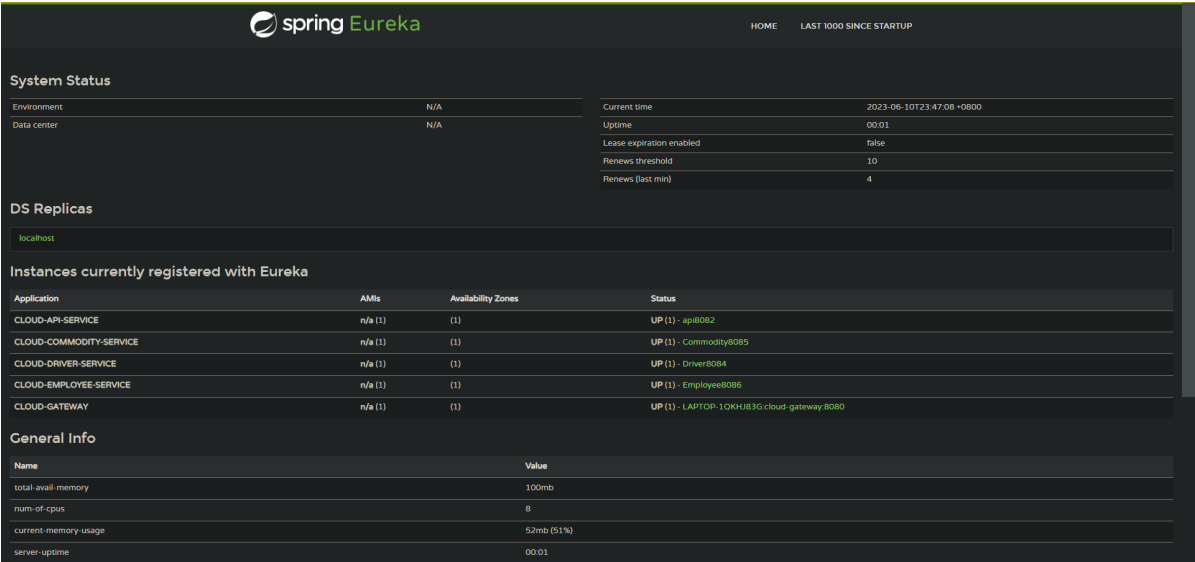 spring Eureka HOME LAST 1000 SINCE STARTUP
System Status
Environment N/A Current time 2023-06-10T23:47:08 +0800
Data center N/A Uptime 00:01
Lease expiration enabled false
Renews threshold 10
Renews (last min) 4
DS Replicas
localhost
Instances currently registered with Eureka
Application AMIs Availability Zones Status
CLOUD-API-SERVICE n/a (1) (1) UP (1) - api8082
CLOUD-COMMODITY-SERVICE n/a (1) (1) UP (1) - Commodity8085
CLOUD-DRIVER-SERVICE n/a (1) (1) UP (1) - Driver8084
CLOUD-EMPLOYEE-SERVICE n/a (1) (1) UP (1) - Employee8086
CLOUD-GATEWAY n/a (1) (1) UP (1) - LAPTOP-1QKHJ83G:cloud-gateway:8080
General Info
Name Value
total-avail-memory 100mb
num-of-cpus 8
current-memory-usage 52mb (51%)
server-uptime 00:01